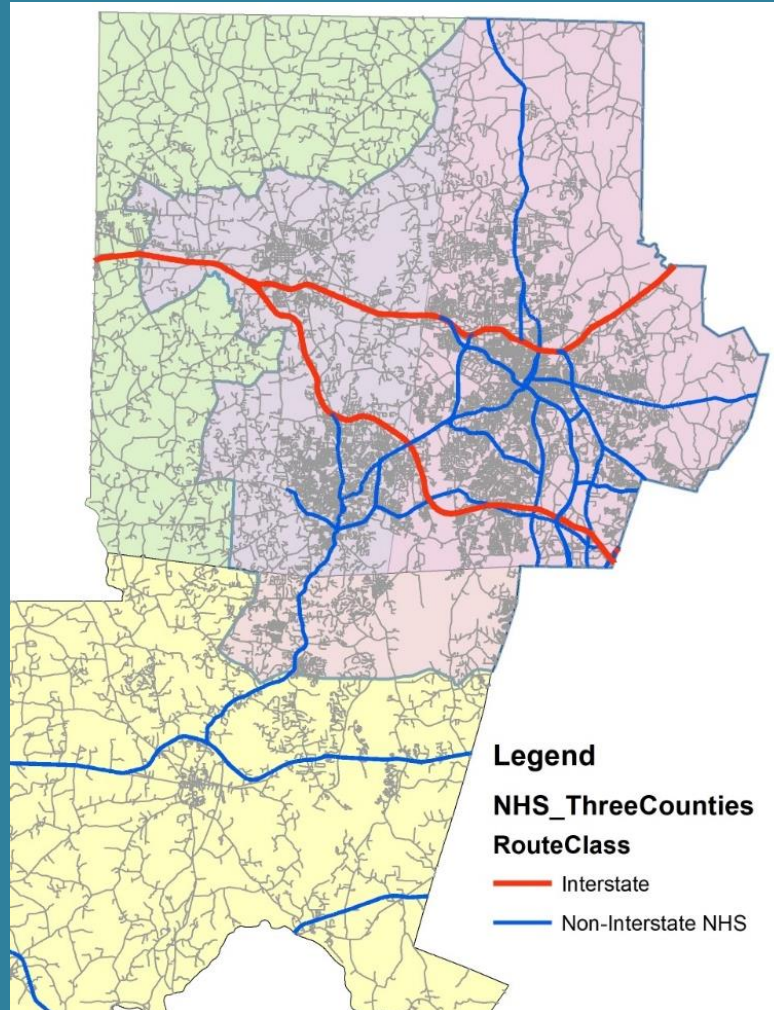 Legend
NHS_ThreeCounties
RouteClass
Interstate
Non-Interstate NHS